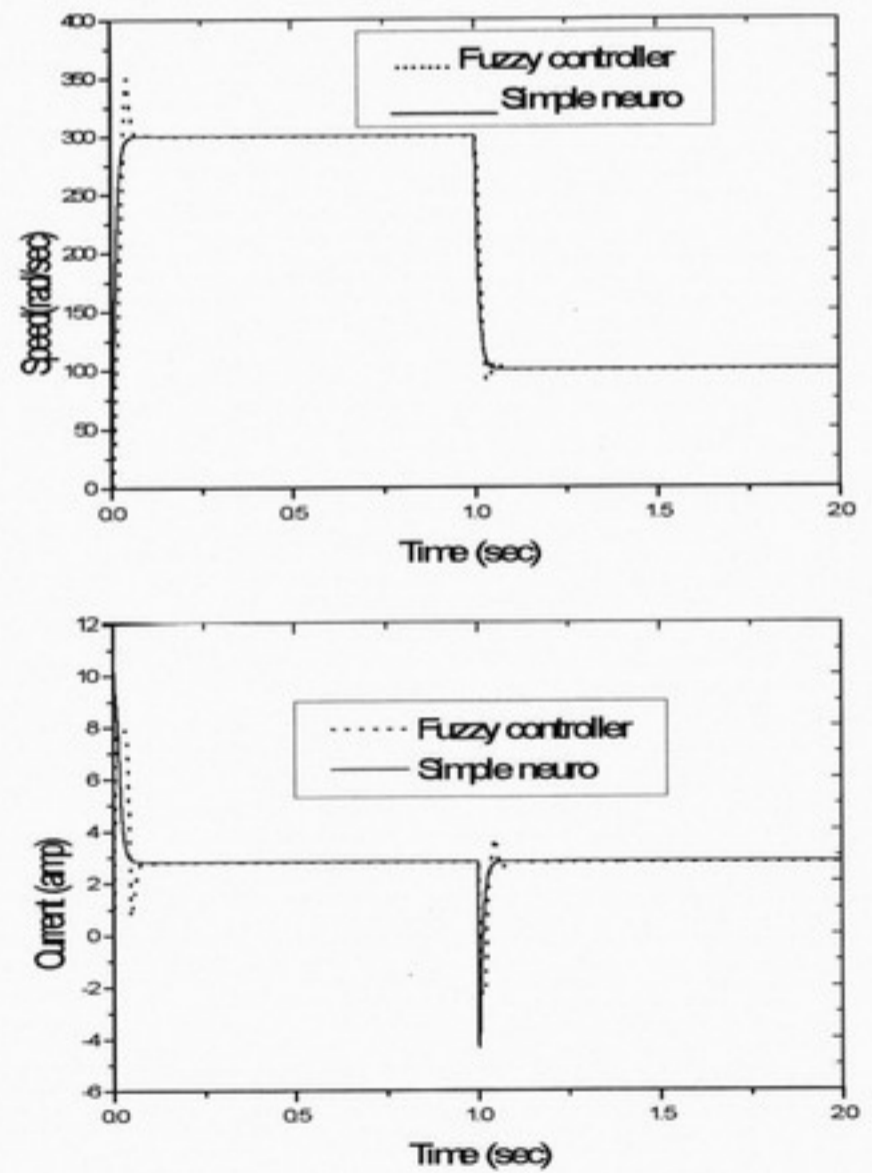 400
350
300
250
200
150
100
50
0
Speed(rad/sec)
Fuzzy controller
Simple neuro
0.0 0.5 1.0 1.5 2.0
Time (sec)
12
10
8
6
4
2
0
-2
-4
-6
Current (amp)
Fuzzy controller
Simple neuro
0.0 0.5 1.0 1.5 2.0
Time (sec)